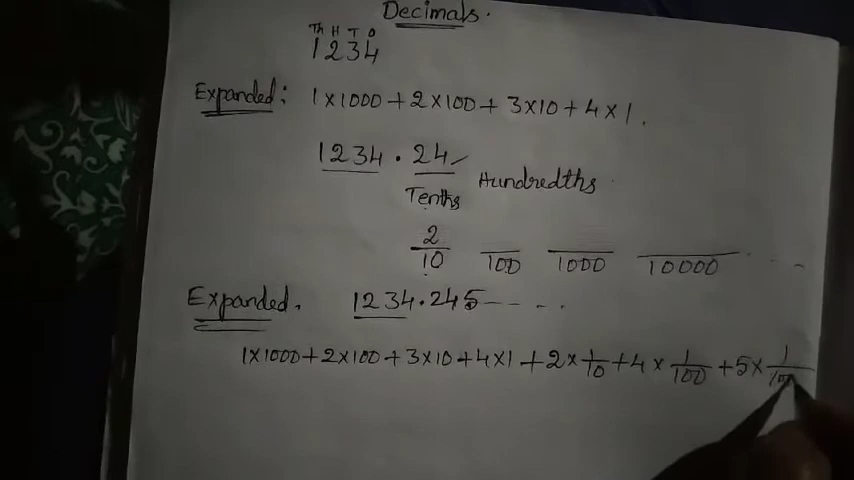 Decimals.
Th H T O
1234
Expanded: 1×1000 + 2×100 + 3×10 + 4×1.
1234.24
Tenths Hundredths
2/10 /100 /1000 /10000 - - -
Expanded. 1234.245 - - - - .
1×1000 + 2×100 + 3×10 + 4×1 + 2×1/10 + 4×1/100 + 5×1/